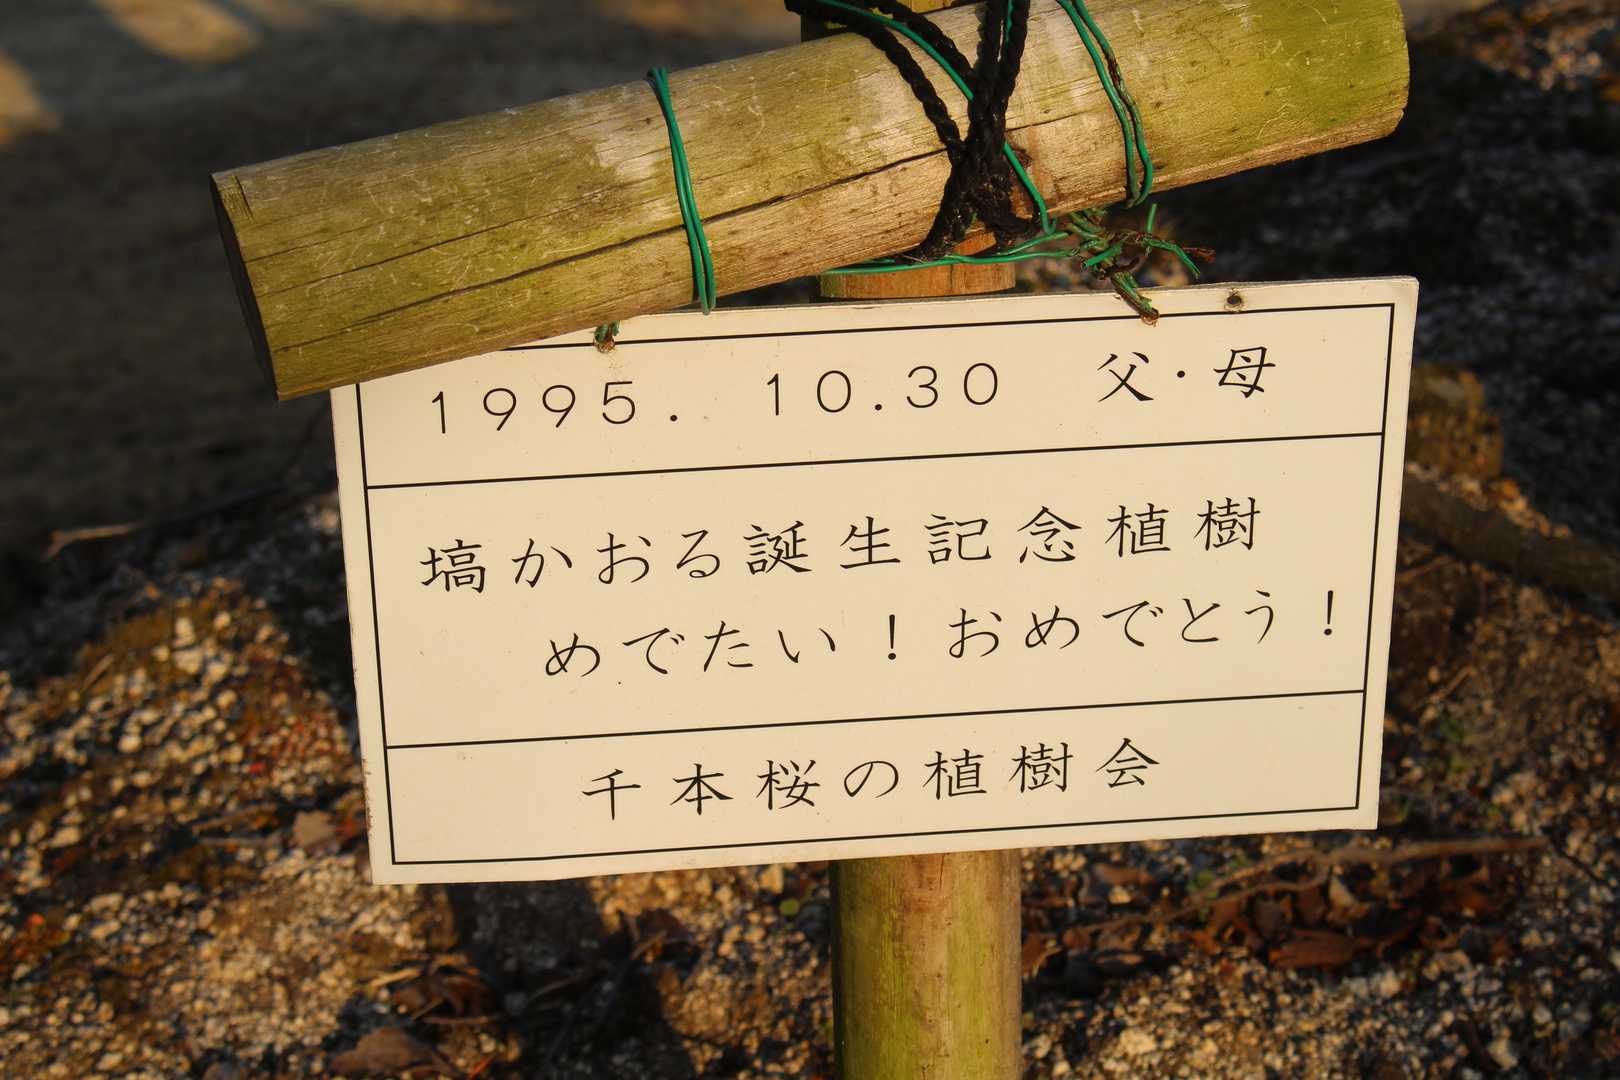 1995. 10.30 父・母
塙かおる誕生記念植樹
めでたい！おめでとう！
千本桜の植樹会